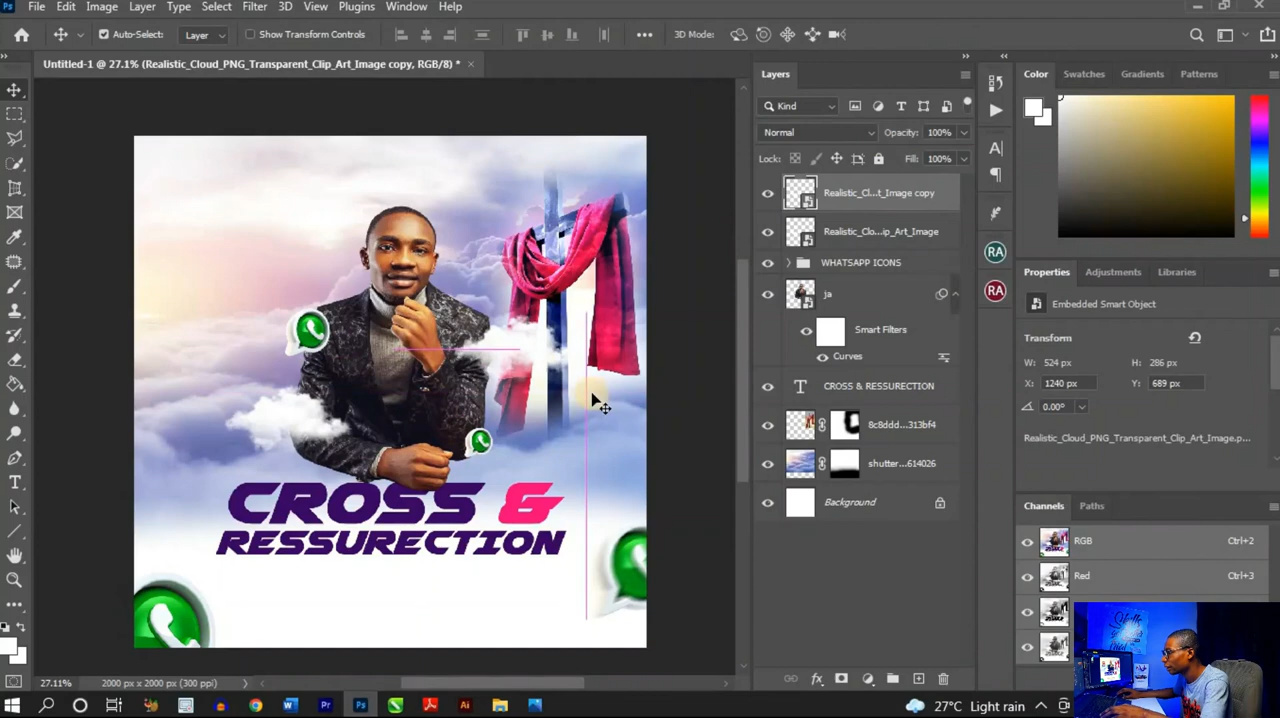 Ps File Edit Image Layer Type Select Filter 3D View Plugins Window Help
Auto-Select: Layer Show Transform Controls 3D Mode:
Untitled-1 @ 27.1% (Realistic_Cloud_PNG_Transparent_Clip_Art_Image copy, RGB/8) *
CROSS &
RESSURECTION
27.11% 2000 px x 2000 px (300 ppi)
Layers
Kind
Normal Opacity: 100%
Lock: Fill: 100%
Realistic_Cl...t_Image copy
Realistic_Clo...ip_Art_Image
WHATSAPP ICONS
ja
Smart Filters
Curves
T CROSS & RESSURECTION
8c8ddd...313bf4
shutter...614026
Background
fx
RA
RA
Color Swatches Gradients Patterns
Properties Adjustments Libraries
Embedded Smart Object
Transform
W: 524 px H: 286 px
X: 1240 px Y: 689 px
0.00°
Realistic_Cloud_PNG_Transparent_Clip_Art_Image.p...
Channels Paths
RGB Ctrl+2
Red Ctrl+3
27°C Light rain